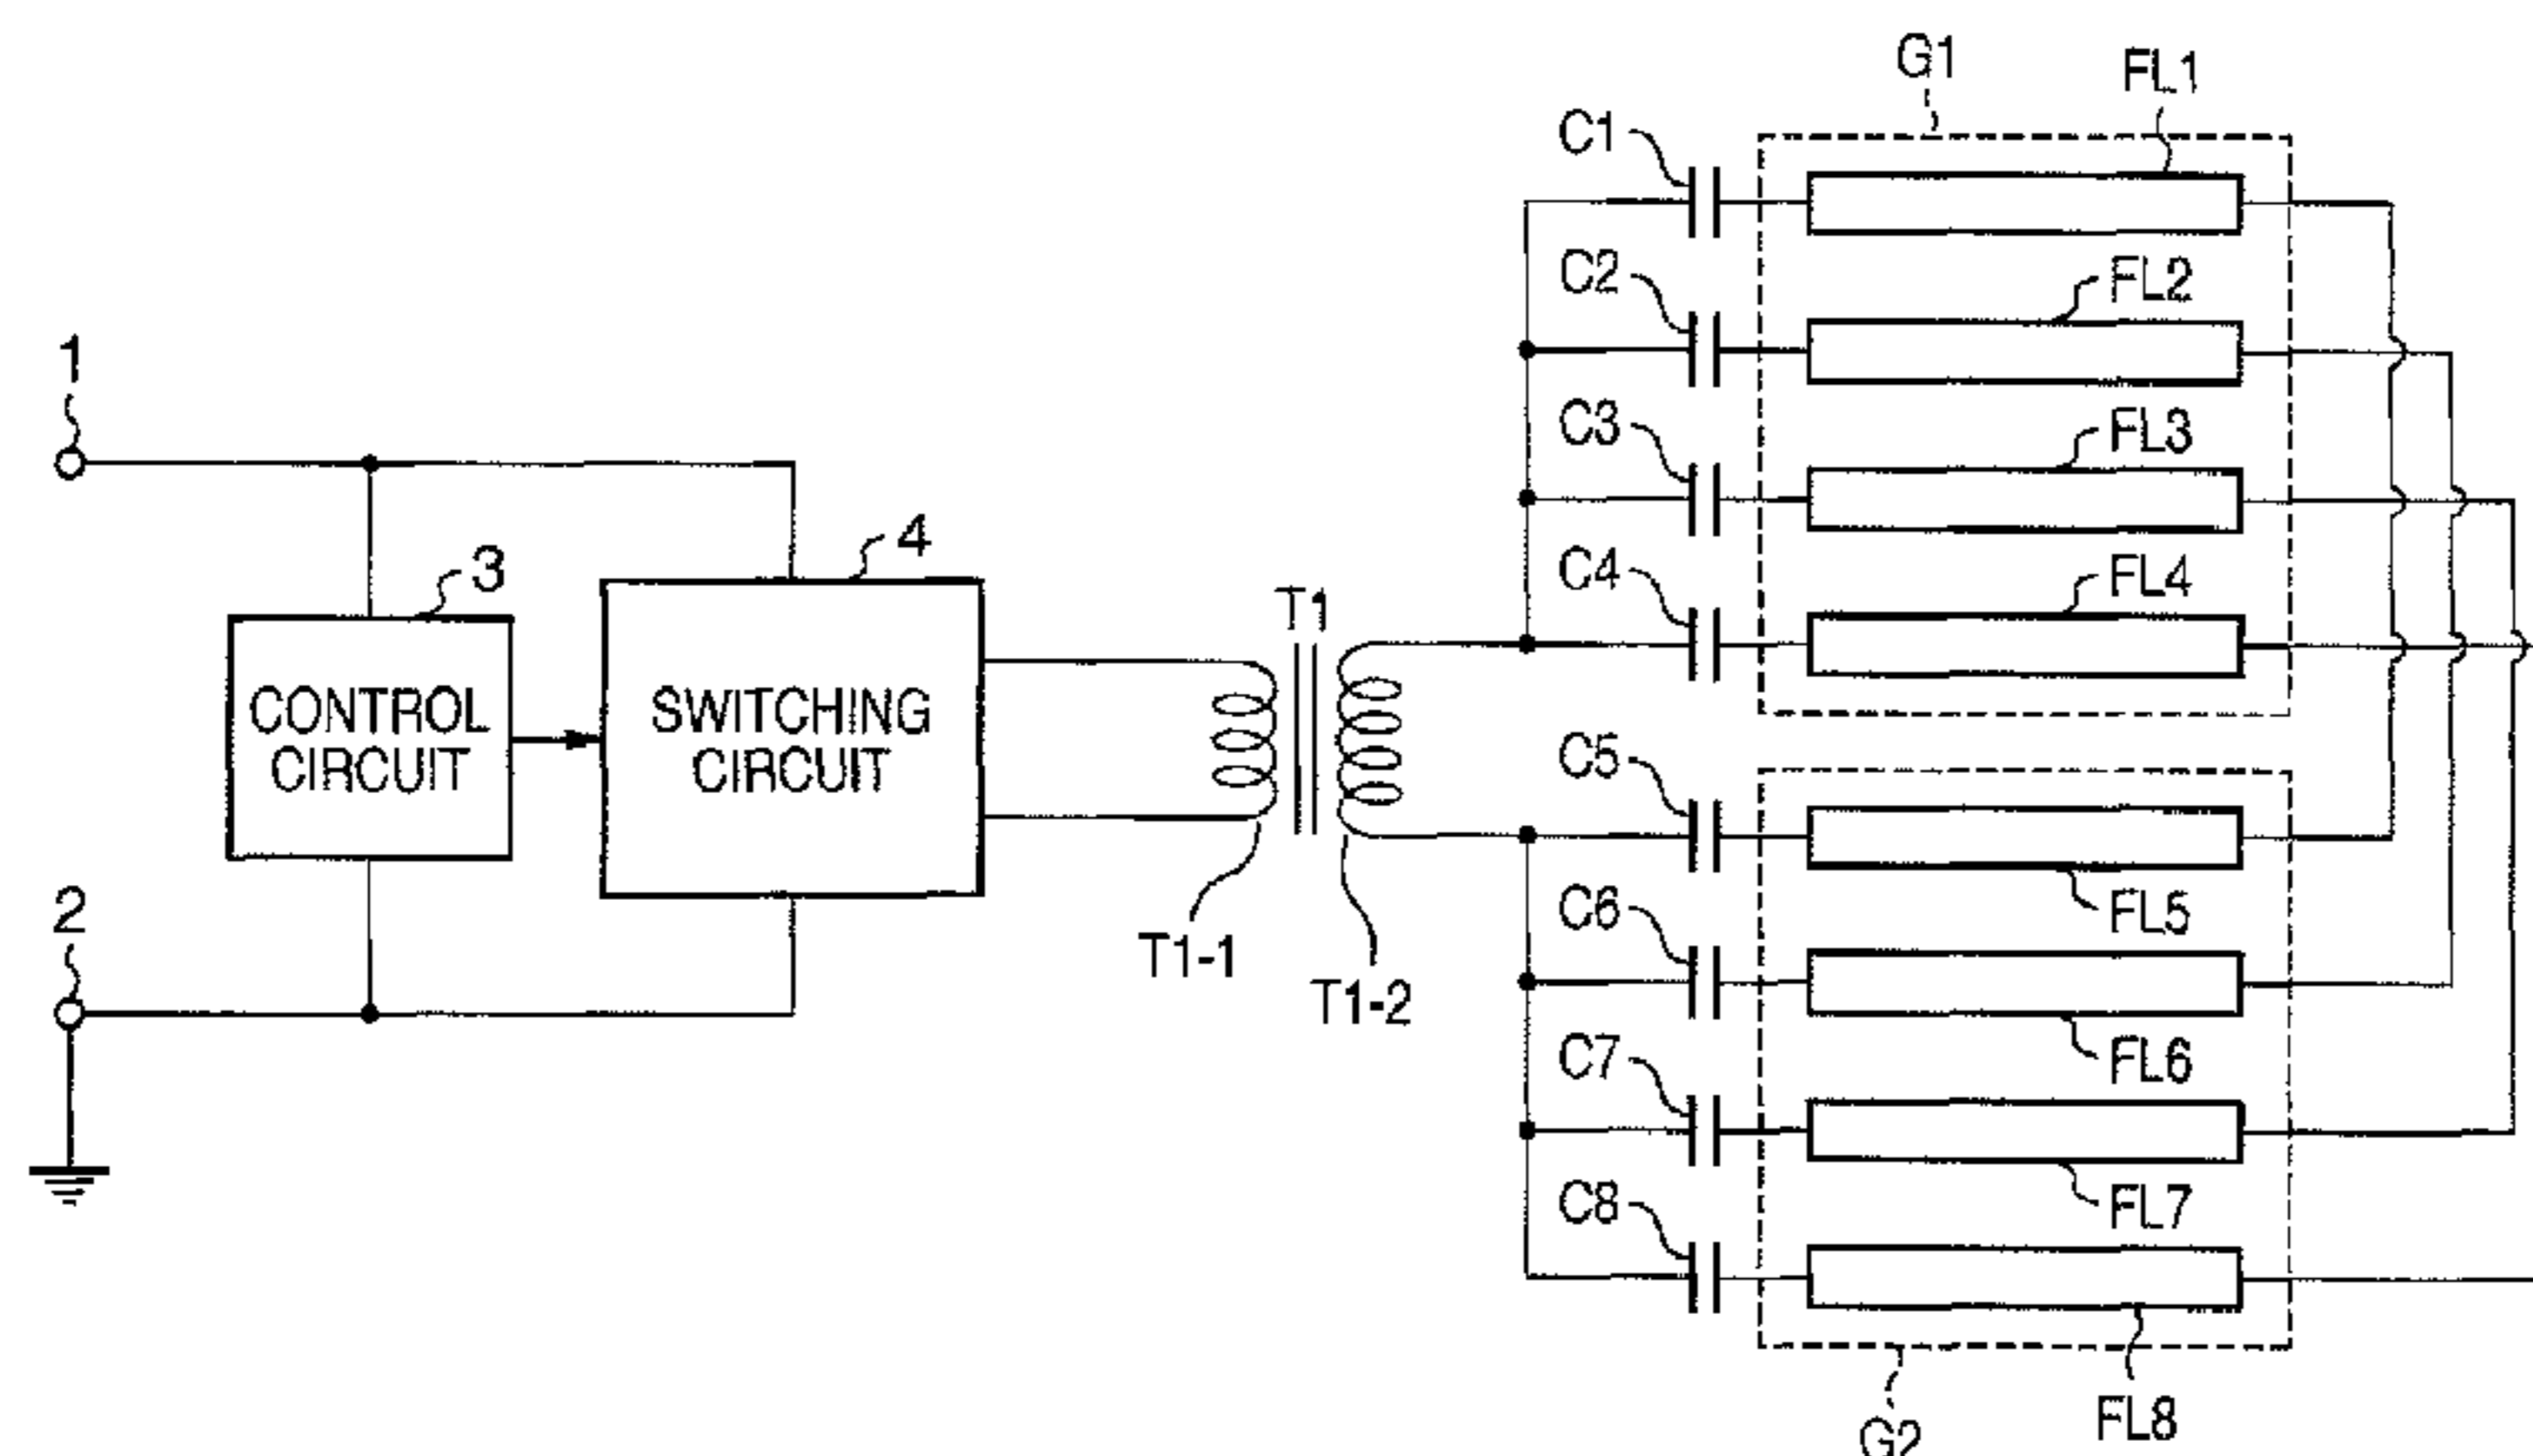 G1
FL1
C1
C2
FL2
C3
FL3
C4
FL4
1
3
4
CONTROL
CIRCUIT
SWITCHING
CIRCUIT
T1
T1-1
T1-2
2
C5
FL5
C6
FL6
C7
FL7
C8
FL8
G2